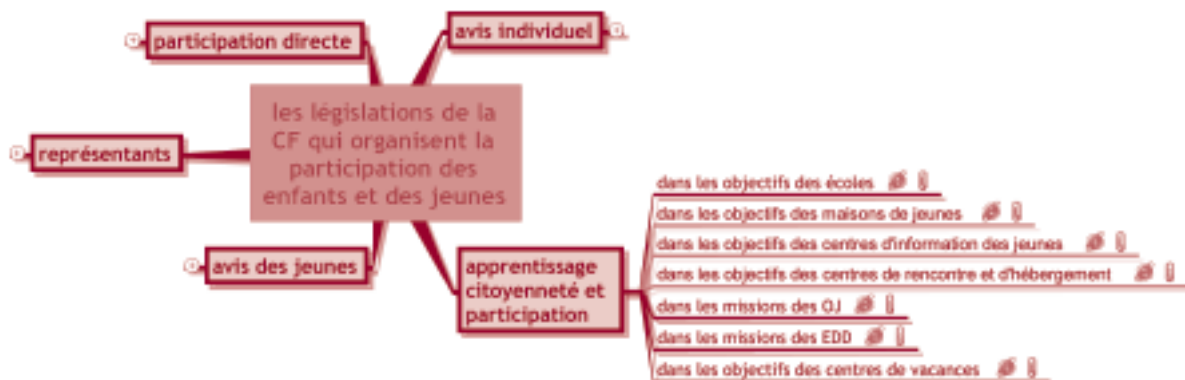 participation directe
avis individuel
les législations de la
CF qui organisent la
participation des
enfants et des jeunes
représentants
avis des jeunes
apprentissage
citoyenneté et
participation
dans les objectifs des écoles
dans les objectifs des maisons de jeunes
dans les objectifs des centres d'information des jeunes
dans les objectifs des centres de rencontre et d'hébergement
dans les missions des OJ
dans les missions des EDD
dans les objectifs des centres de vacances